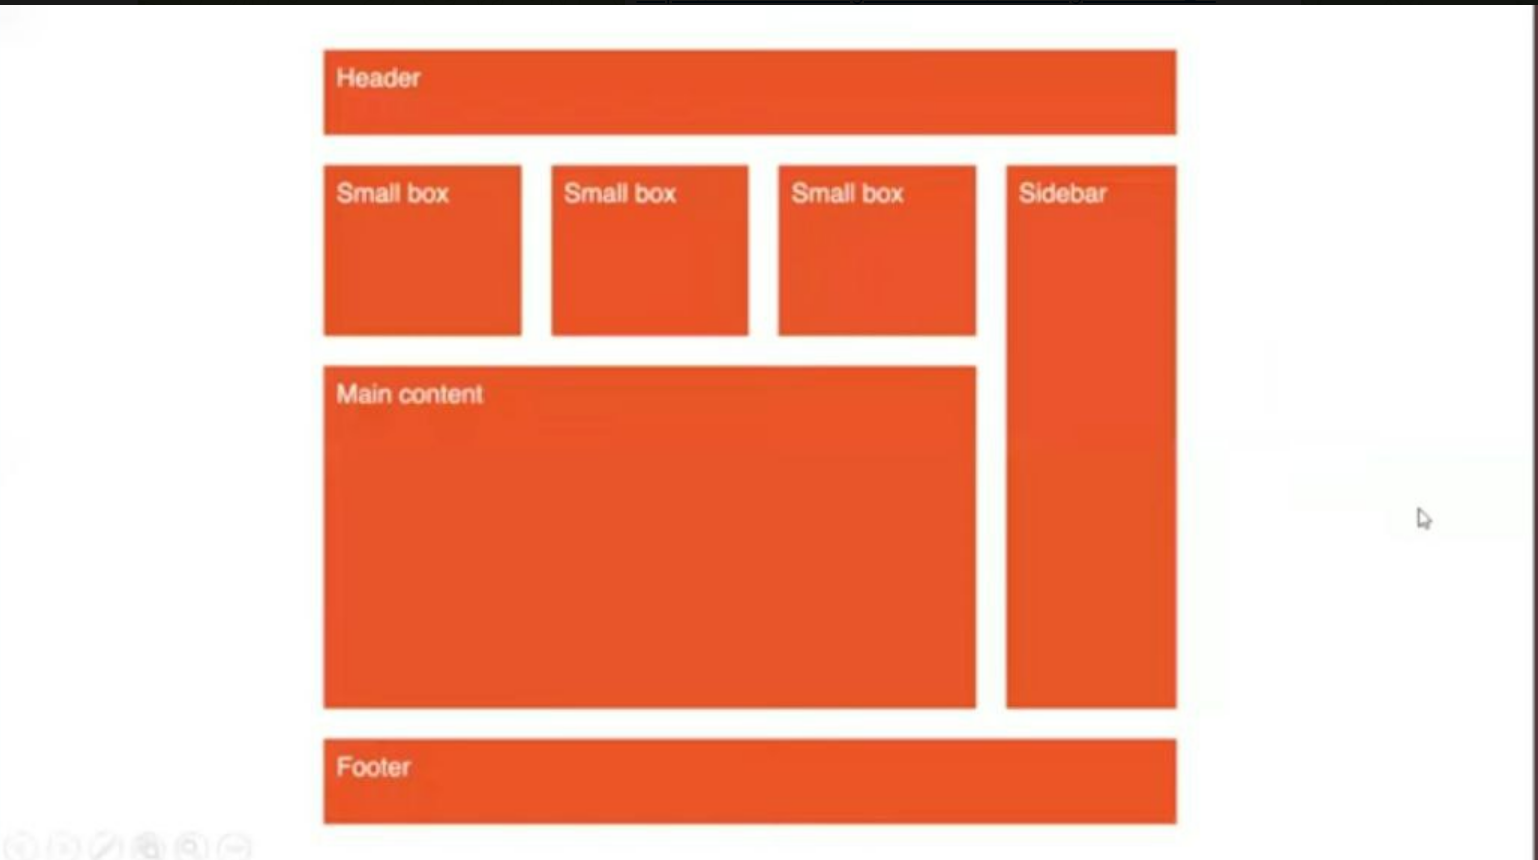 Header
Small box
Small box
Small box
Sidebar
Main content
Footer